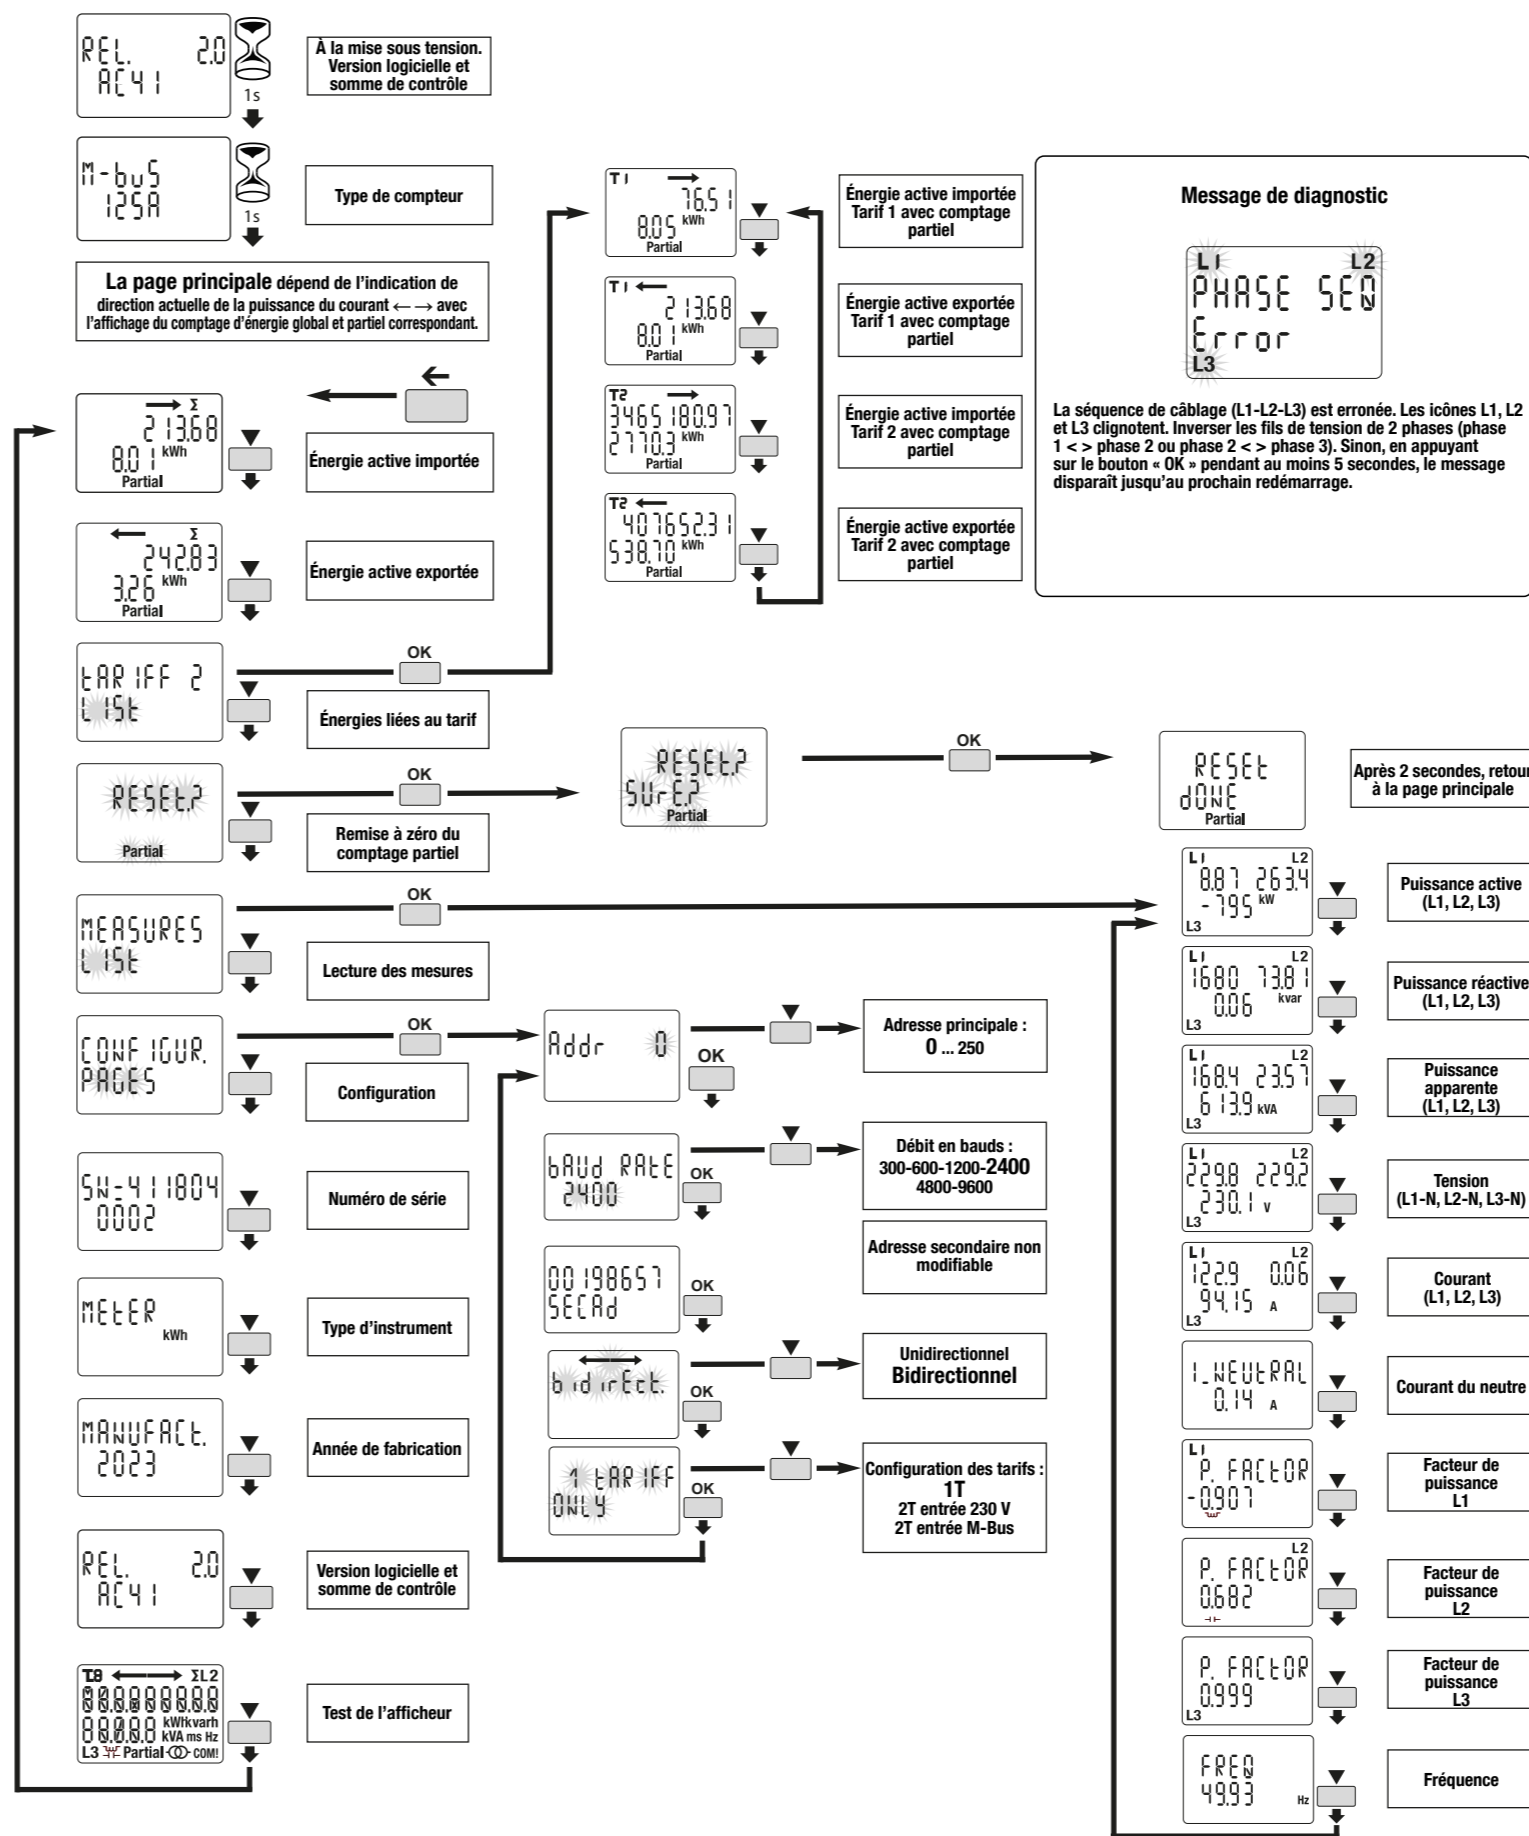 REL. 2.0
AC41
1s
À la mise sous tension.
Version logicielle et
somme de contrôle
M-buS
125A
1s
Type de compteur
La page principale dépend de l'indication de
direction actuelle de la puissance du courant ← → avec
l'affichage du comptage d'énergie global et partiel correspondant.
→ Σ
213.68
8.01 kWh
Partial
Énergie active importée
← Σ
242.83
3.26 kWh
Partial
Énergie active exportée
tARIFF 2
LISt
OK
Énergies liées au tarif
RESEt.?
Partial
OK
Remise à zéro du
comptage partiel
MEASURES
LISt
OK
Lecture des mesures
CONFIGUR.
PAGES
OK
Configuration
SN:411804
0002
Numéro de série
MEtER
kWh
Type d'instrument
MANUFACt.
2023
Année de fabrication
REL. 2.0
AC41
Version logicielle et
somme de contrôle
ΣL2
kWhkvarh
kVA ms Hz
L3 Partial COM!
Test de l'afficheur
T1 →
76.51
8.05 kWh
Partial
Énergie active importée
Tarif 1 avec comptage
partiel
T1 ←
213.68
8.01 kWh
Partial
Énergie active exportée
Tarif 1 avec comptage
partiel
T2 →
3465180.97
2770.3 kWh
Partial
Énergie active importée
Tarif 2 avec comptage
partiel
T2 ←
407652.31
538.70 kWh
Partial
Énergie active exportée
Tarif 2 avec comptage
partiel
Message de diagnostic
L1 L2
PHASE SEQ
Error
L3
La séquence de câblage (L1-L2-L3) est erronée. Les icônes L1, L2
et L3 clignotent. Inverser les fils de tension de 2 phases (phase
1 < > phase 2 ou phase 2 < > phase 3). Sinon, en appuyant
sur le bouton « OK » pendant au moins 5 secondes, le message
disparaît jusqu'au prochain redémarrage.
RESEt.?
SUrE.?
Partial
OK
RESEt
dONE
Partial
Après 2 secondes, retour
à la page principale
Addr 0
OK
Adresse principale :
0 ... 250
bAUd RAtE
2400
OK
Débit en bauds :
300-600-1200-2400
4800-9600
00198657
SECAd
OK
Adresse secondaire non
modifiable
bidirEct.
OK
Unidirectionnel
Bidirectionnel
1 tARIFF
ONLY
OK
Configuration des tarifs :
1T
2T entrée 230 V
2T entrée M-Bus
L1 L2
8.87 263.4
-795 kW
L3
Puissance active
(L1, L2, L3)
L1 L2
1680 73.81
0.06 kvar
L3
Puissance réactive
(L1, L2, L3)
L1 L2
168.4 23.57
613.9 kVA
L3
Puissance
apparente
(L1, L2, L3)
L1 L2
229.8 229.2
230.1 V
L3
Tension
(L1-N, L2-N, L3-N)
L1 L2
122.9 0.06
94.15 A
L3
Courant
(L1, L2, L3)
I_NEUtRAL
0.14 A
Courant du neutre
L1
P. FACtOR
-0.907
Facteur de
puissance
L1
L2
P. FACtOR
0.682
Facteur de
puissance
L2
P. FACtOR
0.999
L3
Facteur de
puissance
L3
FREQ
49.93 Hz
Fréquence